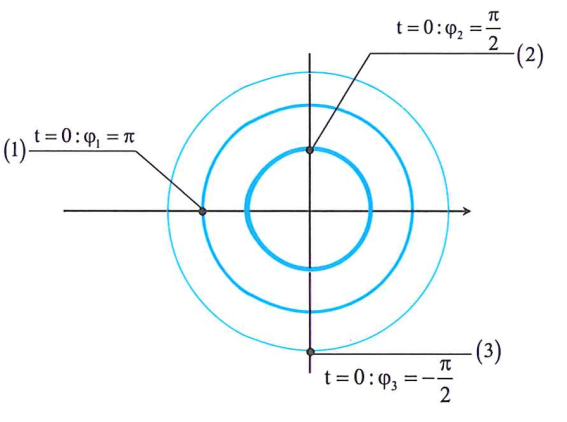 t = 0 : φ₂ = π/2
(2)
(1) t = 0 : φ₁ = π
(3)
t = 0 : φ₃ = −π/2